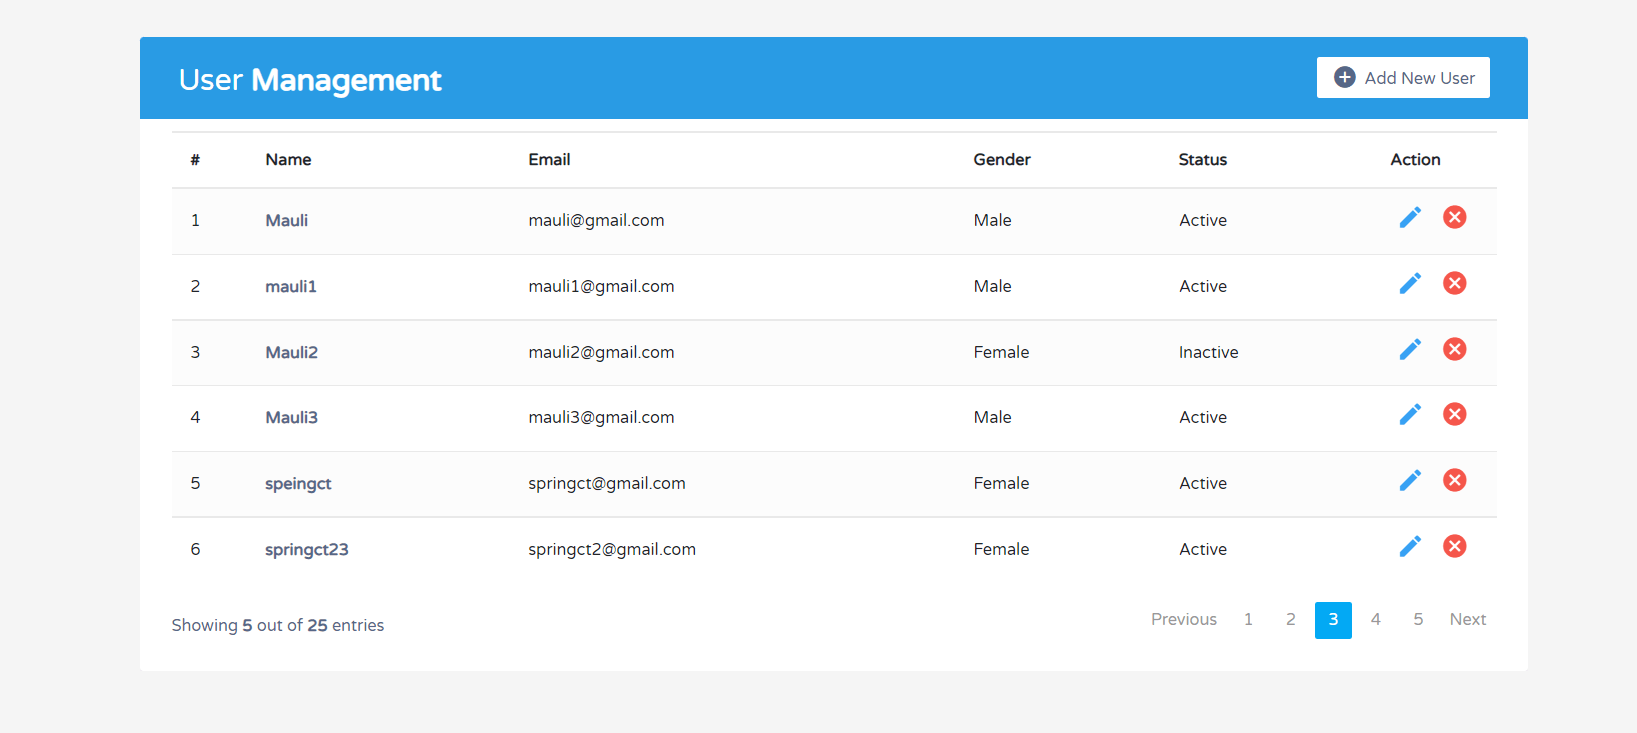 User Management
Add New User
# Name Email Gender Status Action
1 Mauli mauli@gmail.com Male Active
2 mauli1 mauli1@gmail.com Male Active
3 Mauli2 mauli2@gmail.com Female Inactive
4 Mauli3 mauli3@gmail.com Male Active
5 speingct springct@gmail.com Female Active
6 springct23 springct2@gmail.com Female Active
Showing 5 out of 25 entries
Previous 1 2 3 4 5 Next